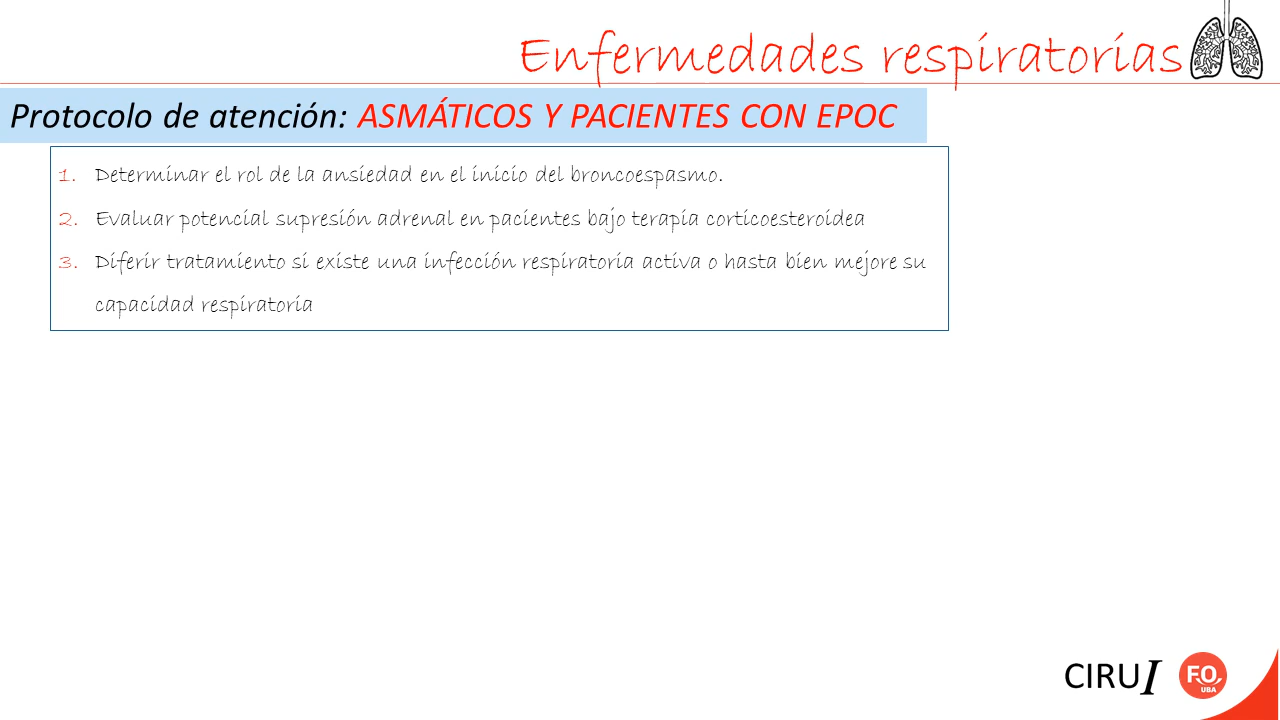 Enfermedades respiratorias
Protocolo de atención: ASMÁTICOS Y PACIENTES CON EPOC
1. Determinar el rol de la ansiedad en el inicio del broncoespasmo.
2. Evaluar potencial supresión adrenal en pacientes bajo terapia corticoesteroidea
3. Diferir tratamiento si existe una infección respiratoria activa o hasta bien mejore su
capacidad respiratoria
CIRUI
F.O.
UBA